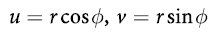 u = r cos ϕ, ν = r sin ϕ